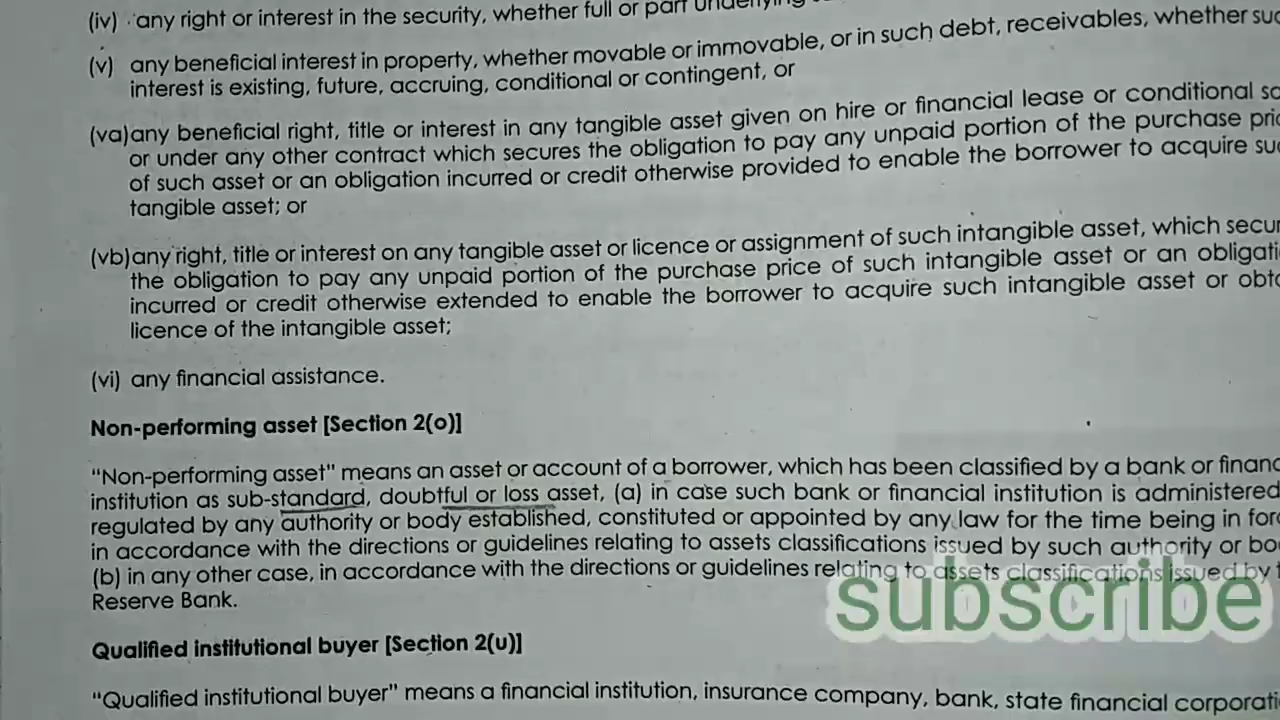 (iv) any right or interest in the security, whether full or part underlying
(v) any beneficial interest in property, whether movable or immovable, or in such debt, receivables, whether suc
interest is existing, future, accruing, conditional or contingent, or
(va) any beneficial right, title or interest in any tangible asset given on hire or financial lease or conditional sa
or under any other contract which secures the obligation to pay any unpaid portion of the purchase pric
of such asset or an obligation incurred or credit otherwise provided to enable the borrower to acquire suc
tangible asset; or
(vb) any right, title or interest on any tangible asset or licence or assignment of such intangible asset, which secur
the obligation to pay any unpaid portion of the purchase price of such intangible asset or an obligati
incurred or credit otherwise extended to enable the borrower to acquire such intangible asset or obta
licence of the intangible asset;
(vi) any financial assistance.
Non-performing asset [Section 2(o)]
"Non-performing asset" means an asset or account of a borrower, which has been classified by a bank or financ
institution as sub-standard, doubtful or loss asset, (a) in case such bank or financial institution is administered
regulated by any authority or body established, constituted or appointed by any law for the time being in forc
in accordance with the directions or guidelines relating to assets classifications issued by such authority or bo
(b) in any other case, in accordance with the directions or guidelines relating to assets classifications issued by t
Reserve Bank.
subscribe
Qualified institutional buyer [Section 2(u)]
"Qualified institutional buyer" means a financial institution, insurance company, bank, state financial corporati